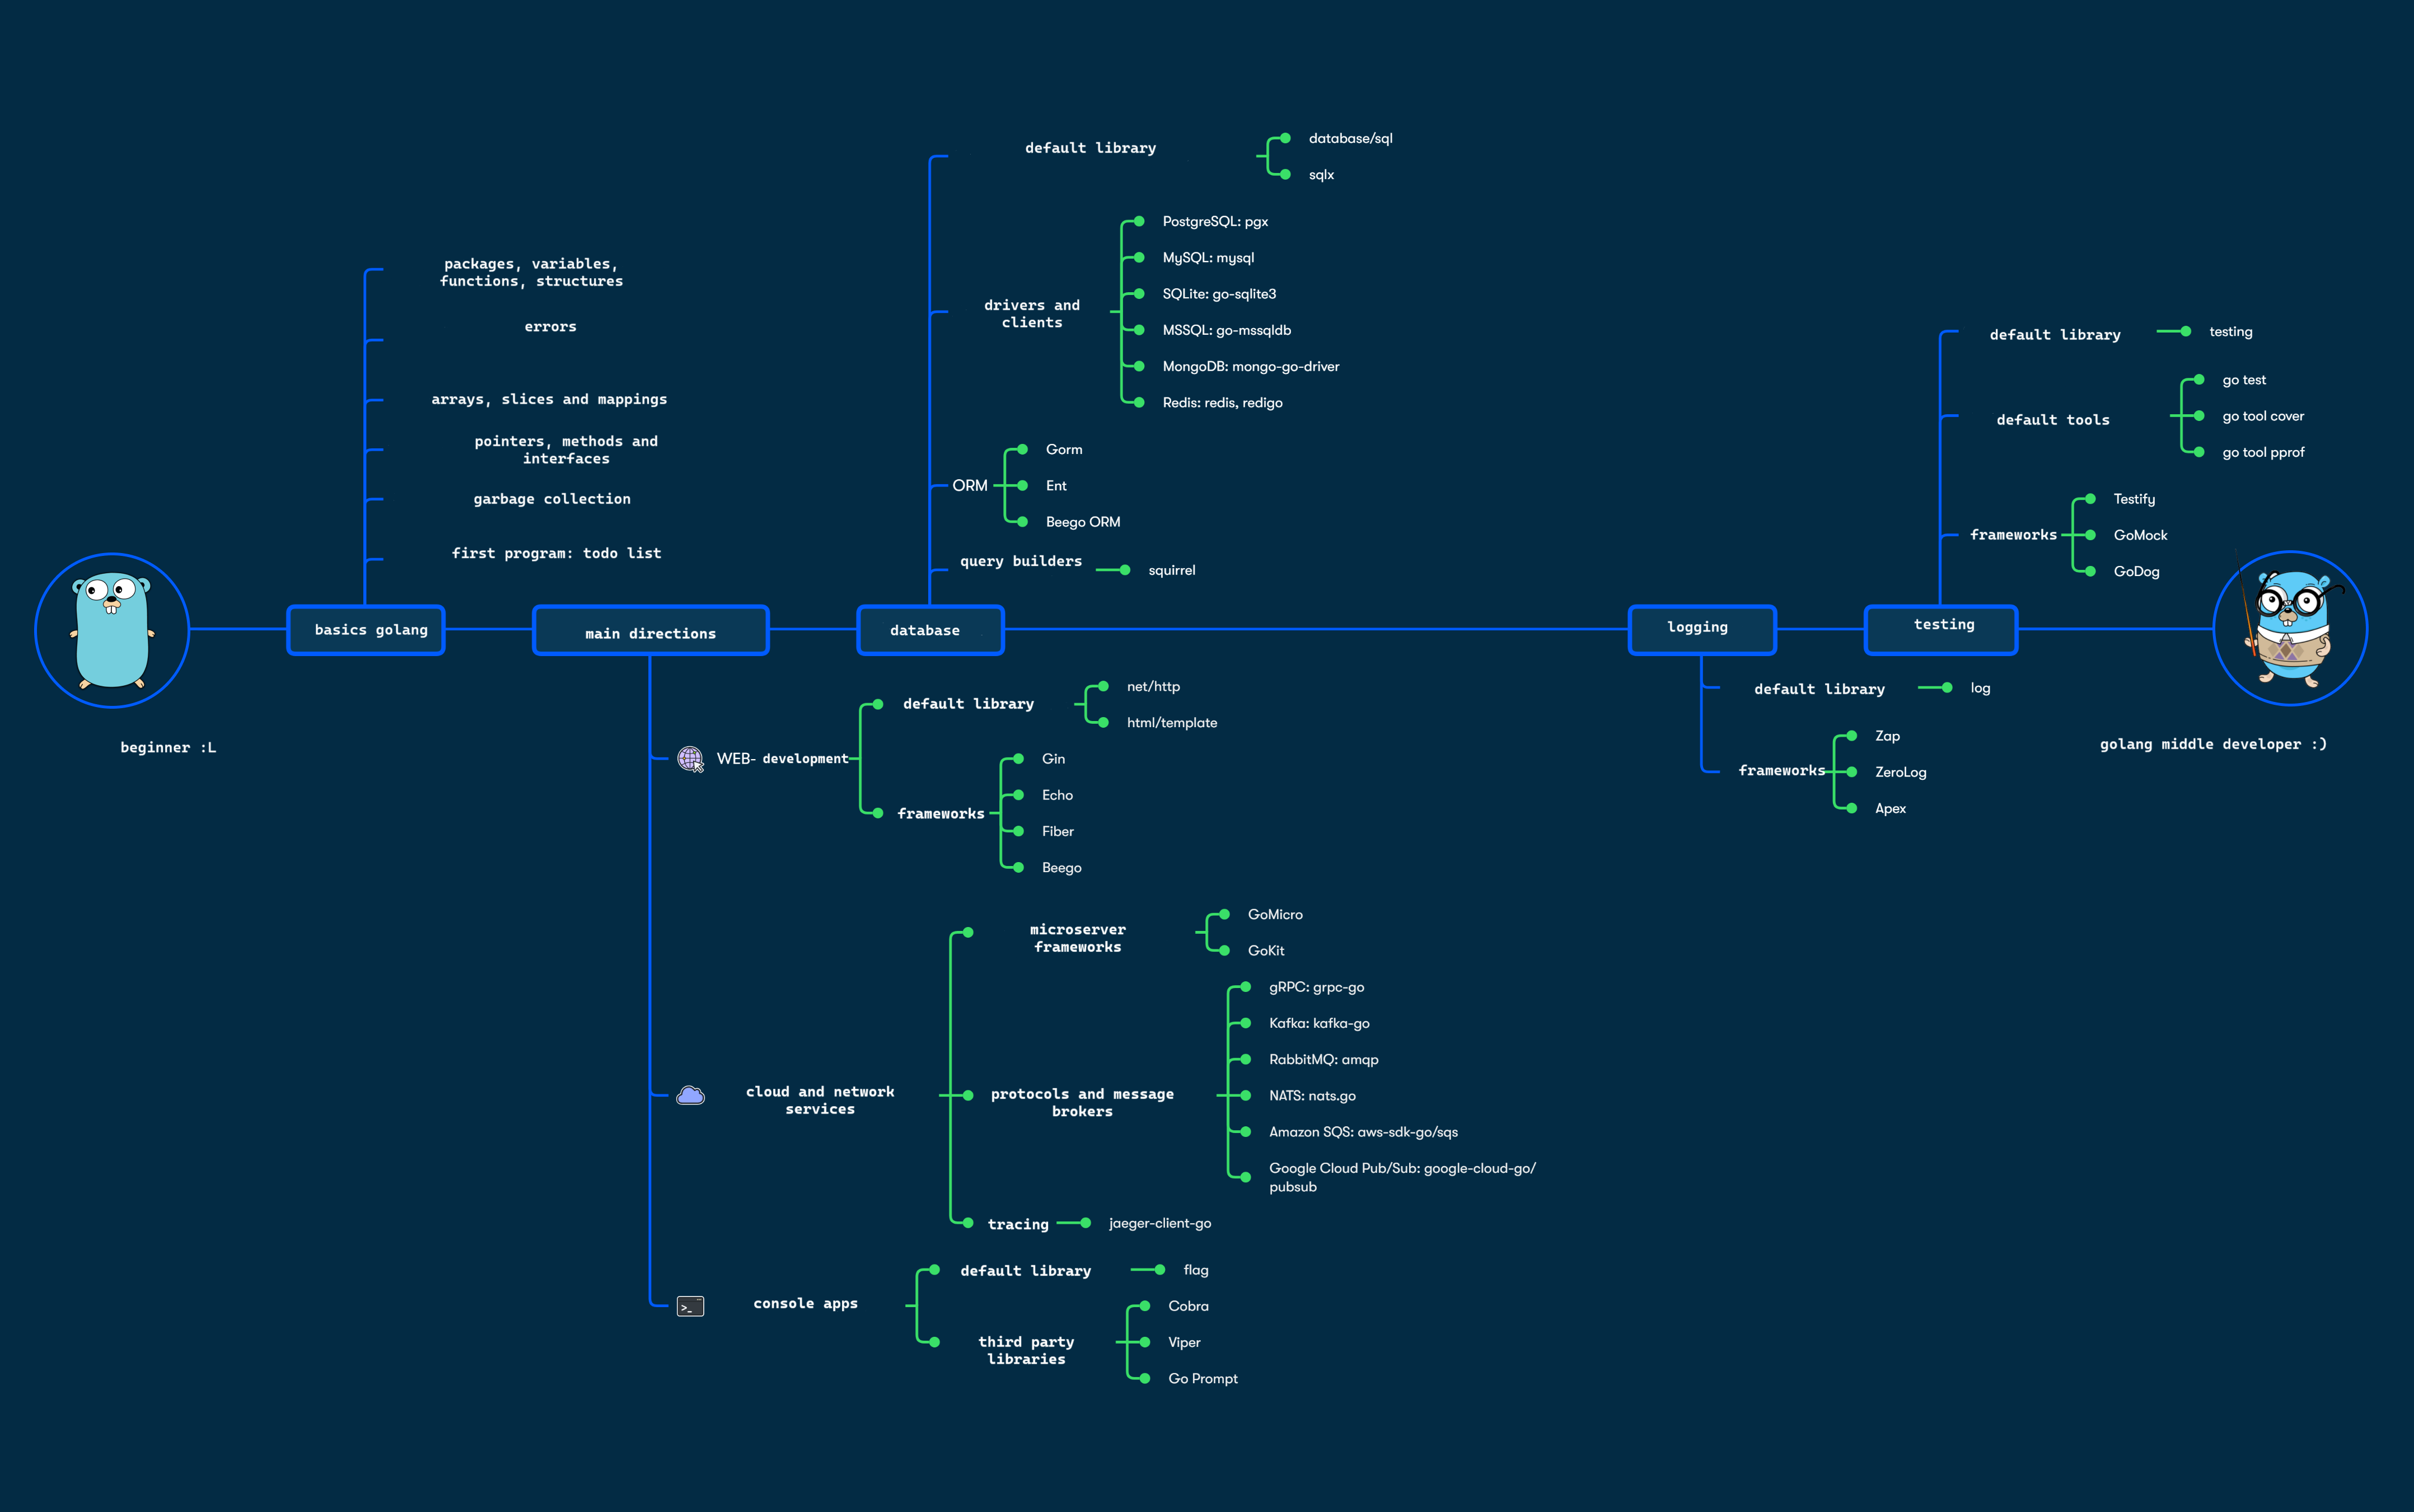 beginner :L
basics golang
packages, variables,
functions, structures
errors
arrays, slices and mappings
pointers, methods and
interfaces
garbage collection
first program: todo list
main directions
WEB- development
default library
net/http
html/template
frameworks
Gin
Echo
Fiber
Beego
cloud and network
services
microserver
frameworks
GoMicro
GoKit
protocols and message
brokers
gRPC: grpc-go
Kafka: kafka-go
RabbitMQ: amqp
NATS: nats.go
Amazon SQS: aws-sdk-go/sqs
Google Cloud Pub/Sub: google-cloud-go/
pubsub
tracing
jaeger-client-go
console apps
default library
flag
third party
libraries
Cobra
Viper
Go Prompt
>_
database
default library
database/sql
sqlx
drivers and
clients
PostgreSQL: pgx
MySQL: mysql
SQLite: go-sqlite3
MSSQL: go-mssqldb
MongoDB: mongo-go-driver
Redis: redis, redigo
ORM
Gorm
Ent
Beego ORM
query builders
squirrel
logging
default library
log
frameworks
Zap
ZeroLog
Apex
testing
default library
testing
default tools
go test
go tool cover
go tool pprof
frameworks
Testify
GoMock
GoDog
golang middle developer :)